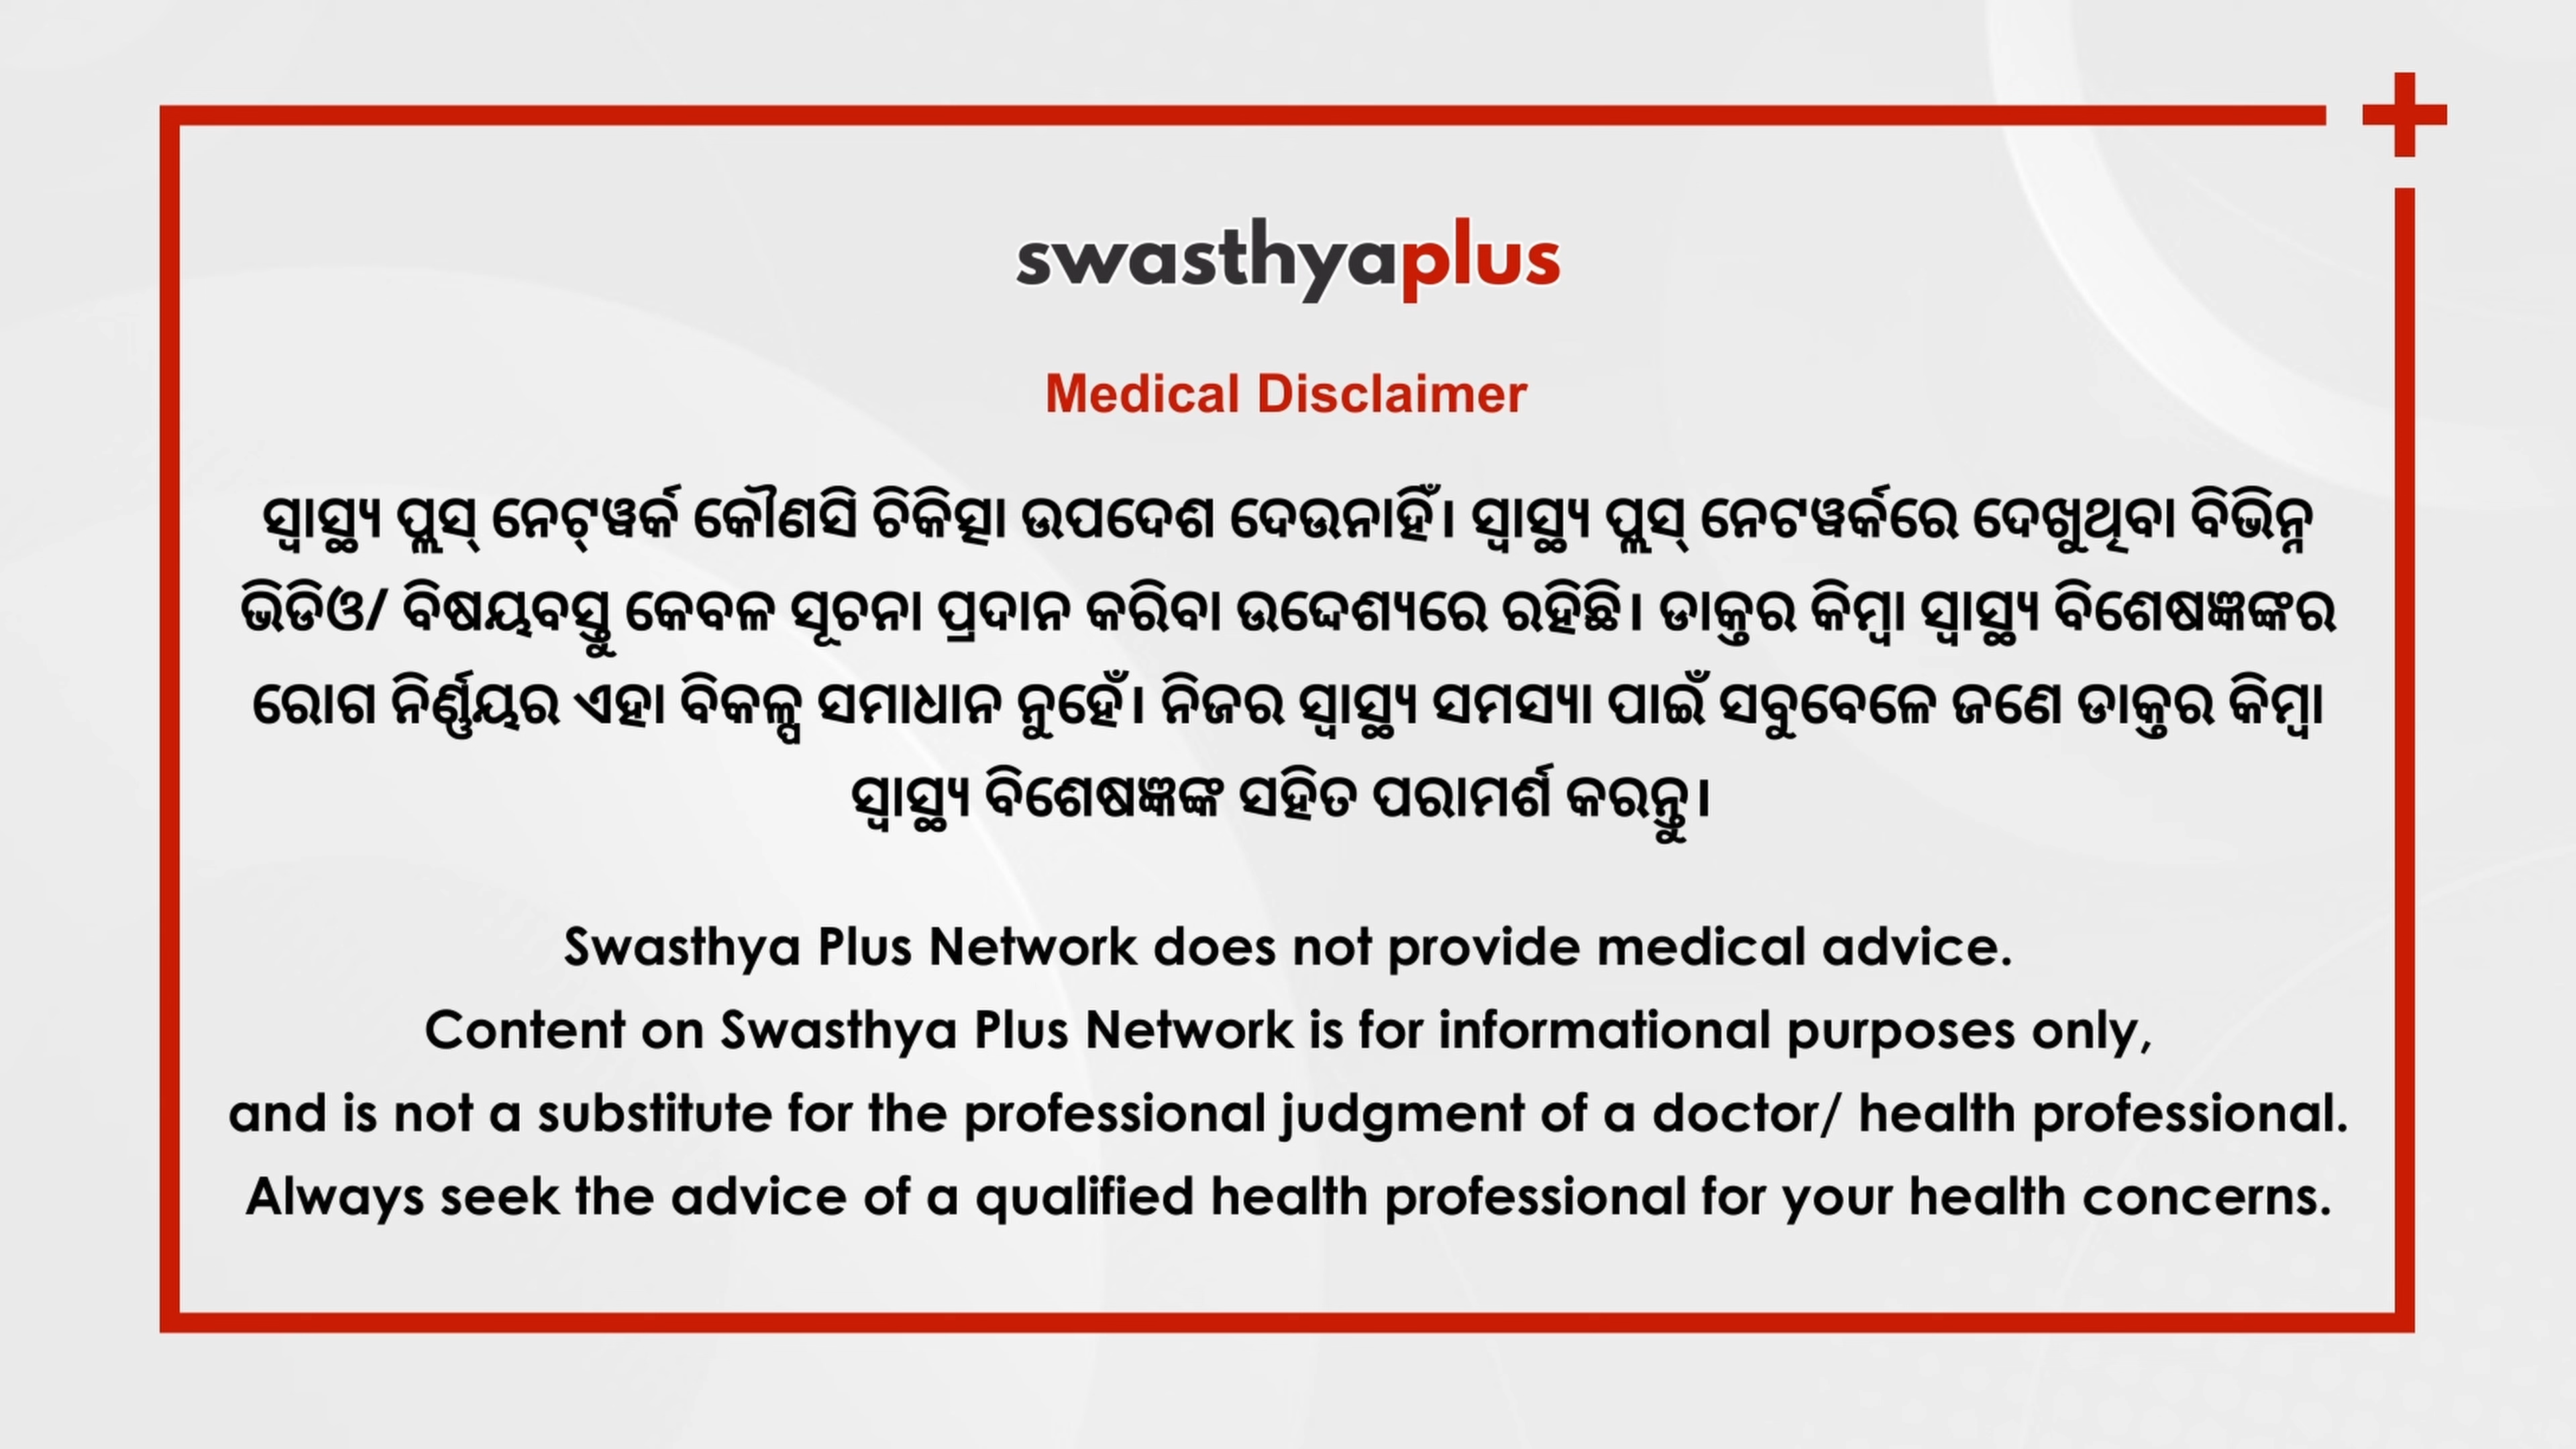 swasthyaplus
Medical Disclaimer
ସ୍ୱାସ୍ଥ୍ୟ ପ୍ଲସ୍ ନେଟ୍‌ୱର୍କ କୌଣସି ଚିକିତ୍ସା ଉପଦେଶ ଦେଉନାହିଁ। ସ୍ୱାସ୍ଥ୍ୟ ପ୍ଲସ୍ ନେଟୱର୍କରେ ଦେଖୁଥିବା ବିଭିନ୍ନ
ଭିଡିଓ/ ବିଷୟବସ୍ତୁ କେବଳ ସୂଚନା ପ୍ରଦାନ କରିବା ଉଦ୍ଦେଶ୍ୟରେ ରହିଛି। ଡାକ୍ତର କିମ୍ବା ସ୍ୱାସ୍ଥ୍ୟ ବିଶେଷଜ୍ଞଙ୍କର
ରୋଗ ନିର୍ଣ୍ଣୟର ଏହା ବିକଳ୍ପ ସମାଧାନ ନୁହେଁ। ନିଜର ସ୍ୱାସ୍ଥ୍ୟ ସମସ୍ୟା ପାଇଁ ସବୁବେଳେ ଜଣେ ଡାକ୍ତର କିମ୍ବା
ସ୍ୱାସ୍ଥ୍ୟ ବିଶେଷଜ୍ଞଙ୍କ ସହିତ ପରାମର୍ଶ କରନ୍ତୁ।
Swasthya Plus Network does not provide medical advice.
Content on Swasthya Plus Network is for informational purposes only,
and is not a substitute for the professional judgment of a doctor/ health professional.
Always seek the advice of a qualified health professional for your health concerns.